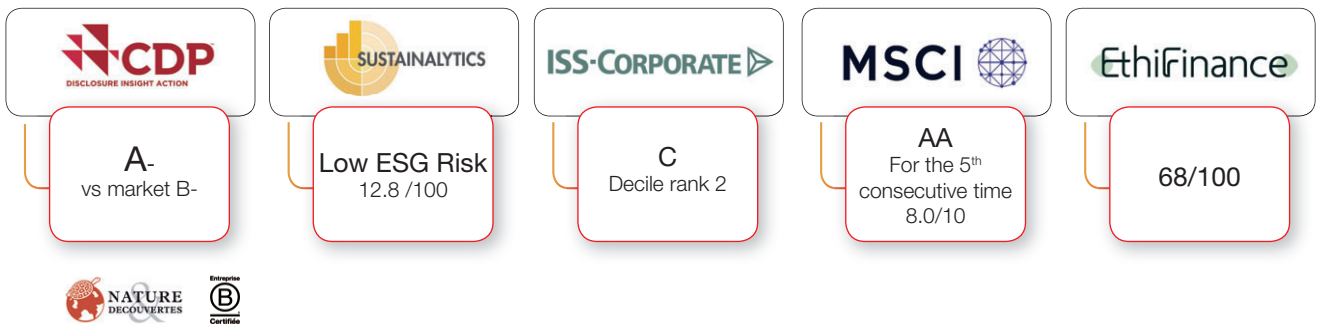 CDP
DISCLOSURE INSIGHT ACTION
A-
vs market B-
SUSTAINALYTICS
Low ESG Risk
12.8 /100
ISS-CORPORATE
C
Decile rank 2
MSCI
AA
For the 5th
consecutive time
8.0/10
EthiFinance
68/100
NATURE
&
DECOUVERTES
Entreprise
B
Certifiée